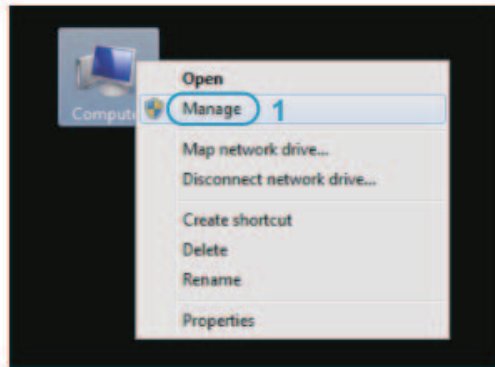 Open
Compute
Manage 1
Map network drive...
Disconnect network drive...
Create shortcut
Delete
Rename
Properties